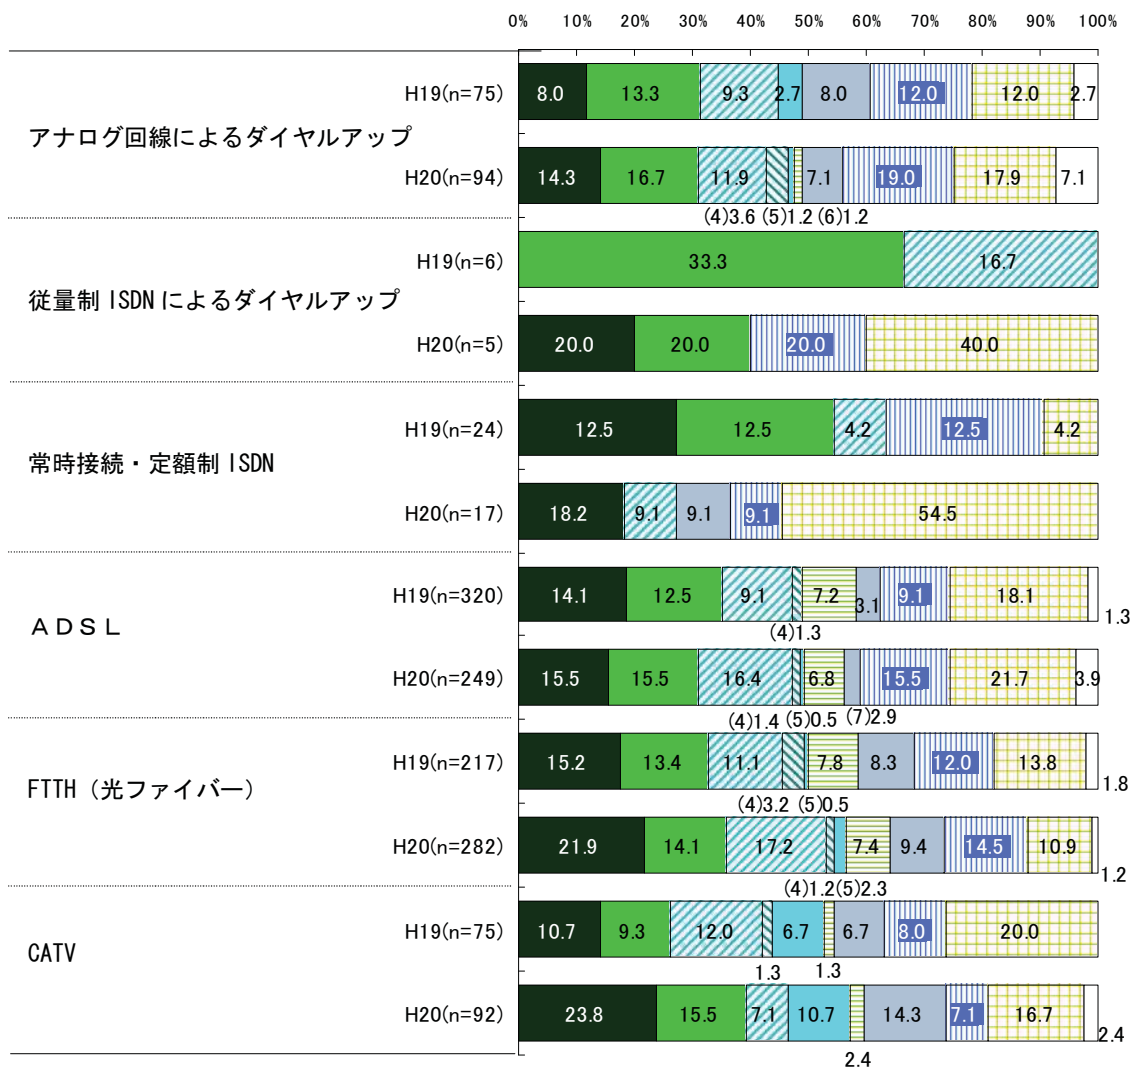 0% 10% 20% 30% 40% 50% 60% 70% 80% 90% 100%
アナログ回線によるダイヤルアップ
H19(n=75) 8.0 13.3 9.3 2.7 8.0 12.0 12.0 2.7
H20(n=94) 14.3 16.7 11.9 7.1 19.0 17.9 7.1
(4)3.6 (5)1.2 (6)1.2
従量制ISDNによるダイヤルアップ
H19(n=6) 33.3 16.7
H20(n=5) 20.0 20.0 20.0 40.0
常時接続・定額制ISDN
H19(n=24) 12.5 12.5 4.2 12.5 4.2
H20(n=17) 18.2 9.1 9.1 9.1 54.5
ADSL
H19(n=320) 14.1 12.5 9.1 7.2 3.1 9.1 18.1 1.3
(4)1.3
H20(n=249) 15.5 15.5 16.4 6.8 15.5 21.7 3.9
(4)1.4 (5)0.5 (7)2.9
FTTH（光ファイバー）
H19(n=217) 15.2 13.4 11.1 7.8 8.3 12.0 13.8 1.8
(4)3.2 (5)0.5
H20(n=282) 21.9 14.1 17.2 7.4 9.4 14.5 10.9 1.2
(4)1.2(5)2.3
CATV
H19(n=75) 10.7 9.3 12.0 6.7 6.7 8.0 20.0
1.3 1.3
H20(n=92) 23.8 15.5 7.1 10.7 14.3 7.1 16.7 2.4
2.4